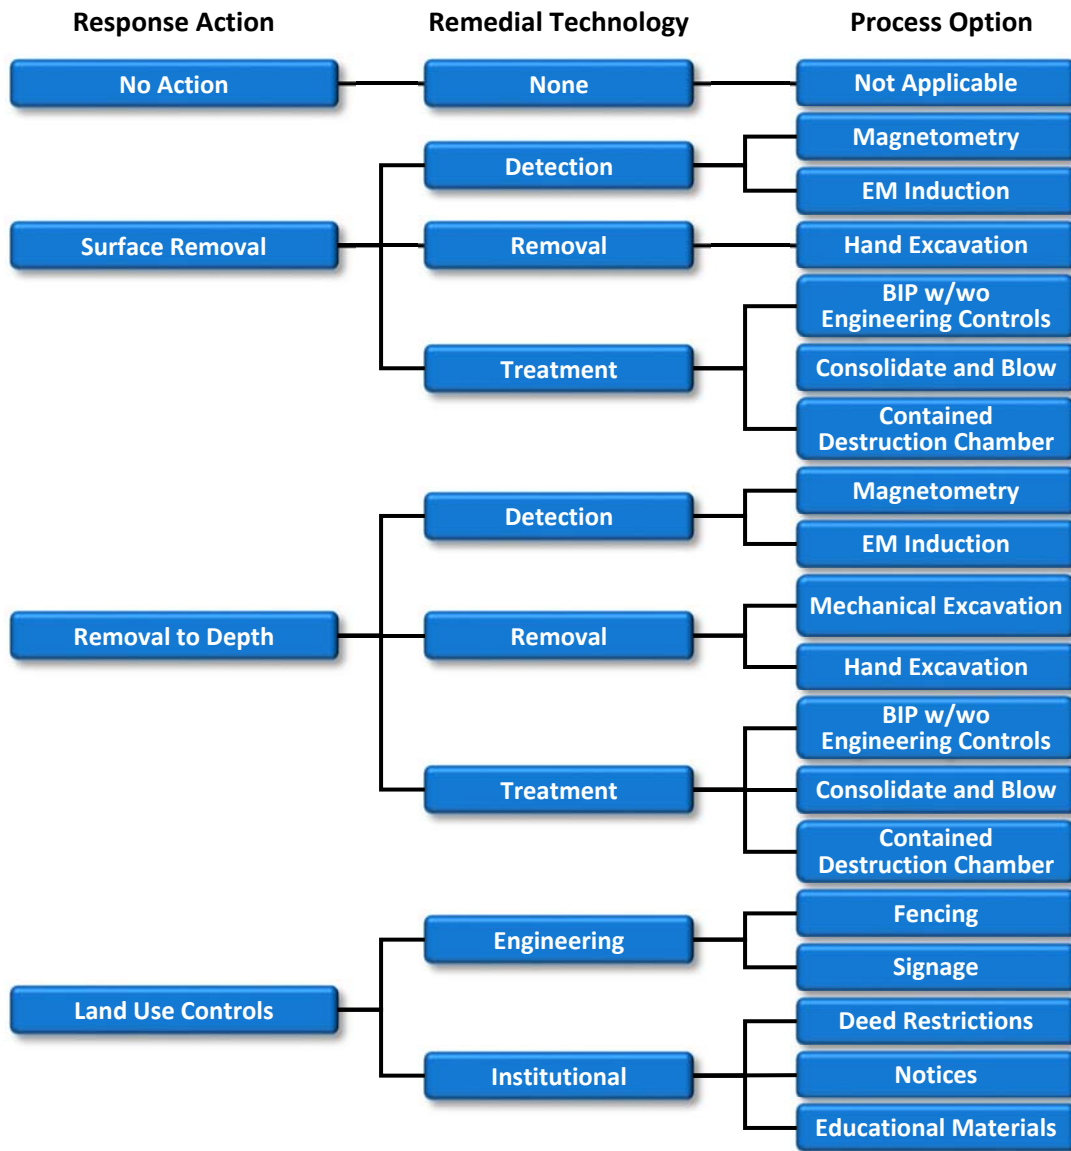 Response Action
Remedial Technology
Process Option
No Action
None
Not Applicable
Surface Removal
Detection
Magnetometry
EM Induction
Removal
Hand Excavation
Treatment
BIP w/wo
Engineering Controls
Consolidate and Blow
Contained
Destruction Chamber
Removal to Depth
Detection
Magnetometry
EM Induction
Removal
Mechanical Excavation
Hand Excavation
Treatment
BIP w/wo
Engineering Controls
Consolidate and Blow
Contained
Destruction Chamber
Land Use Controls
Engineering
Fencing
Signage
Institutional
Deed Restrictions
Notices
Educational Materials